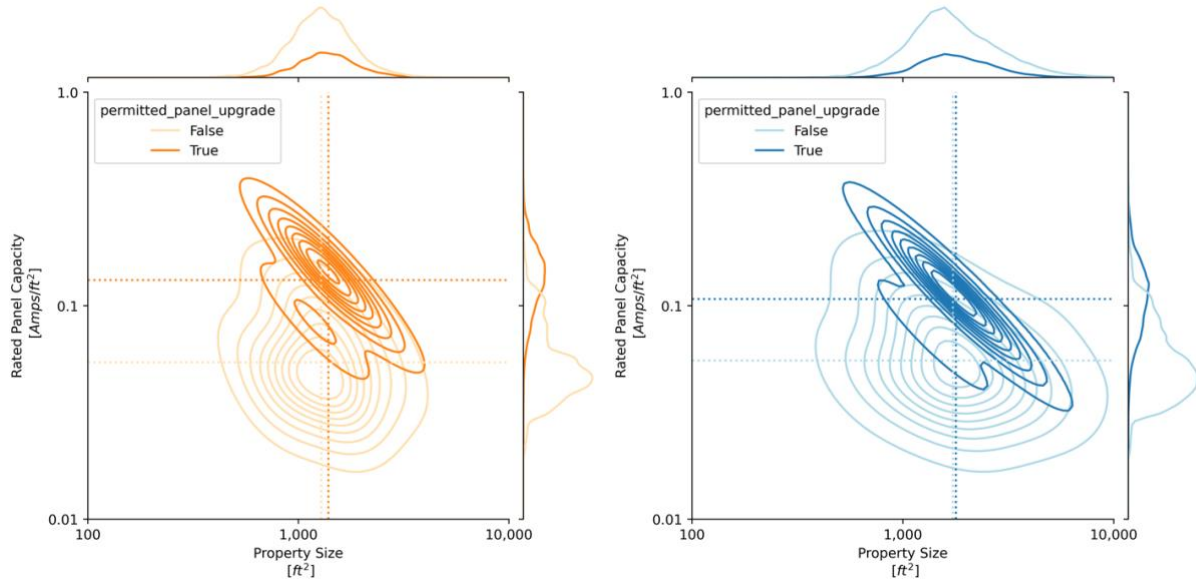 permitted_panel_upgrade
False
True
1.0
0.1
0.01
Rated Panel Capacity
[Amps/ft²]
100
1,000
10,000
Property Size
[ft²]
permitted_panel_upgrade
False
True
1.0
0.1
0.01
Rated Panel Capacity
[Amps/ft²]
100
1,000
10,000
Property Size
[ft²]